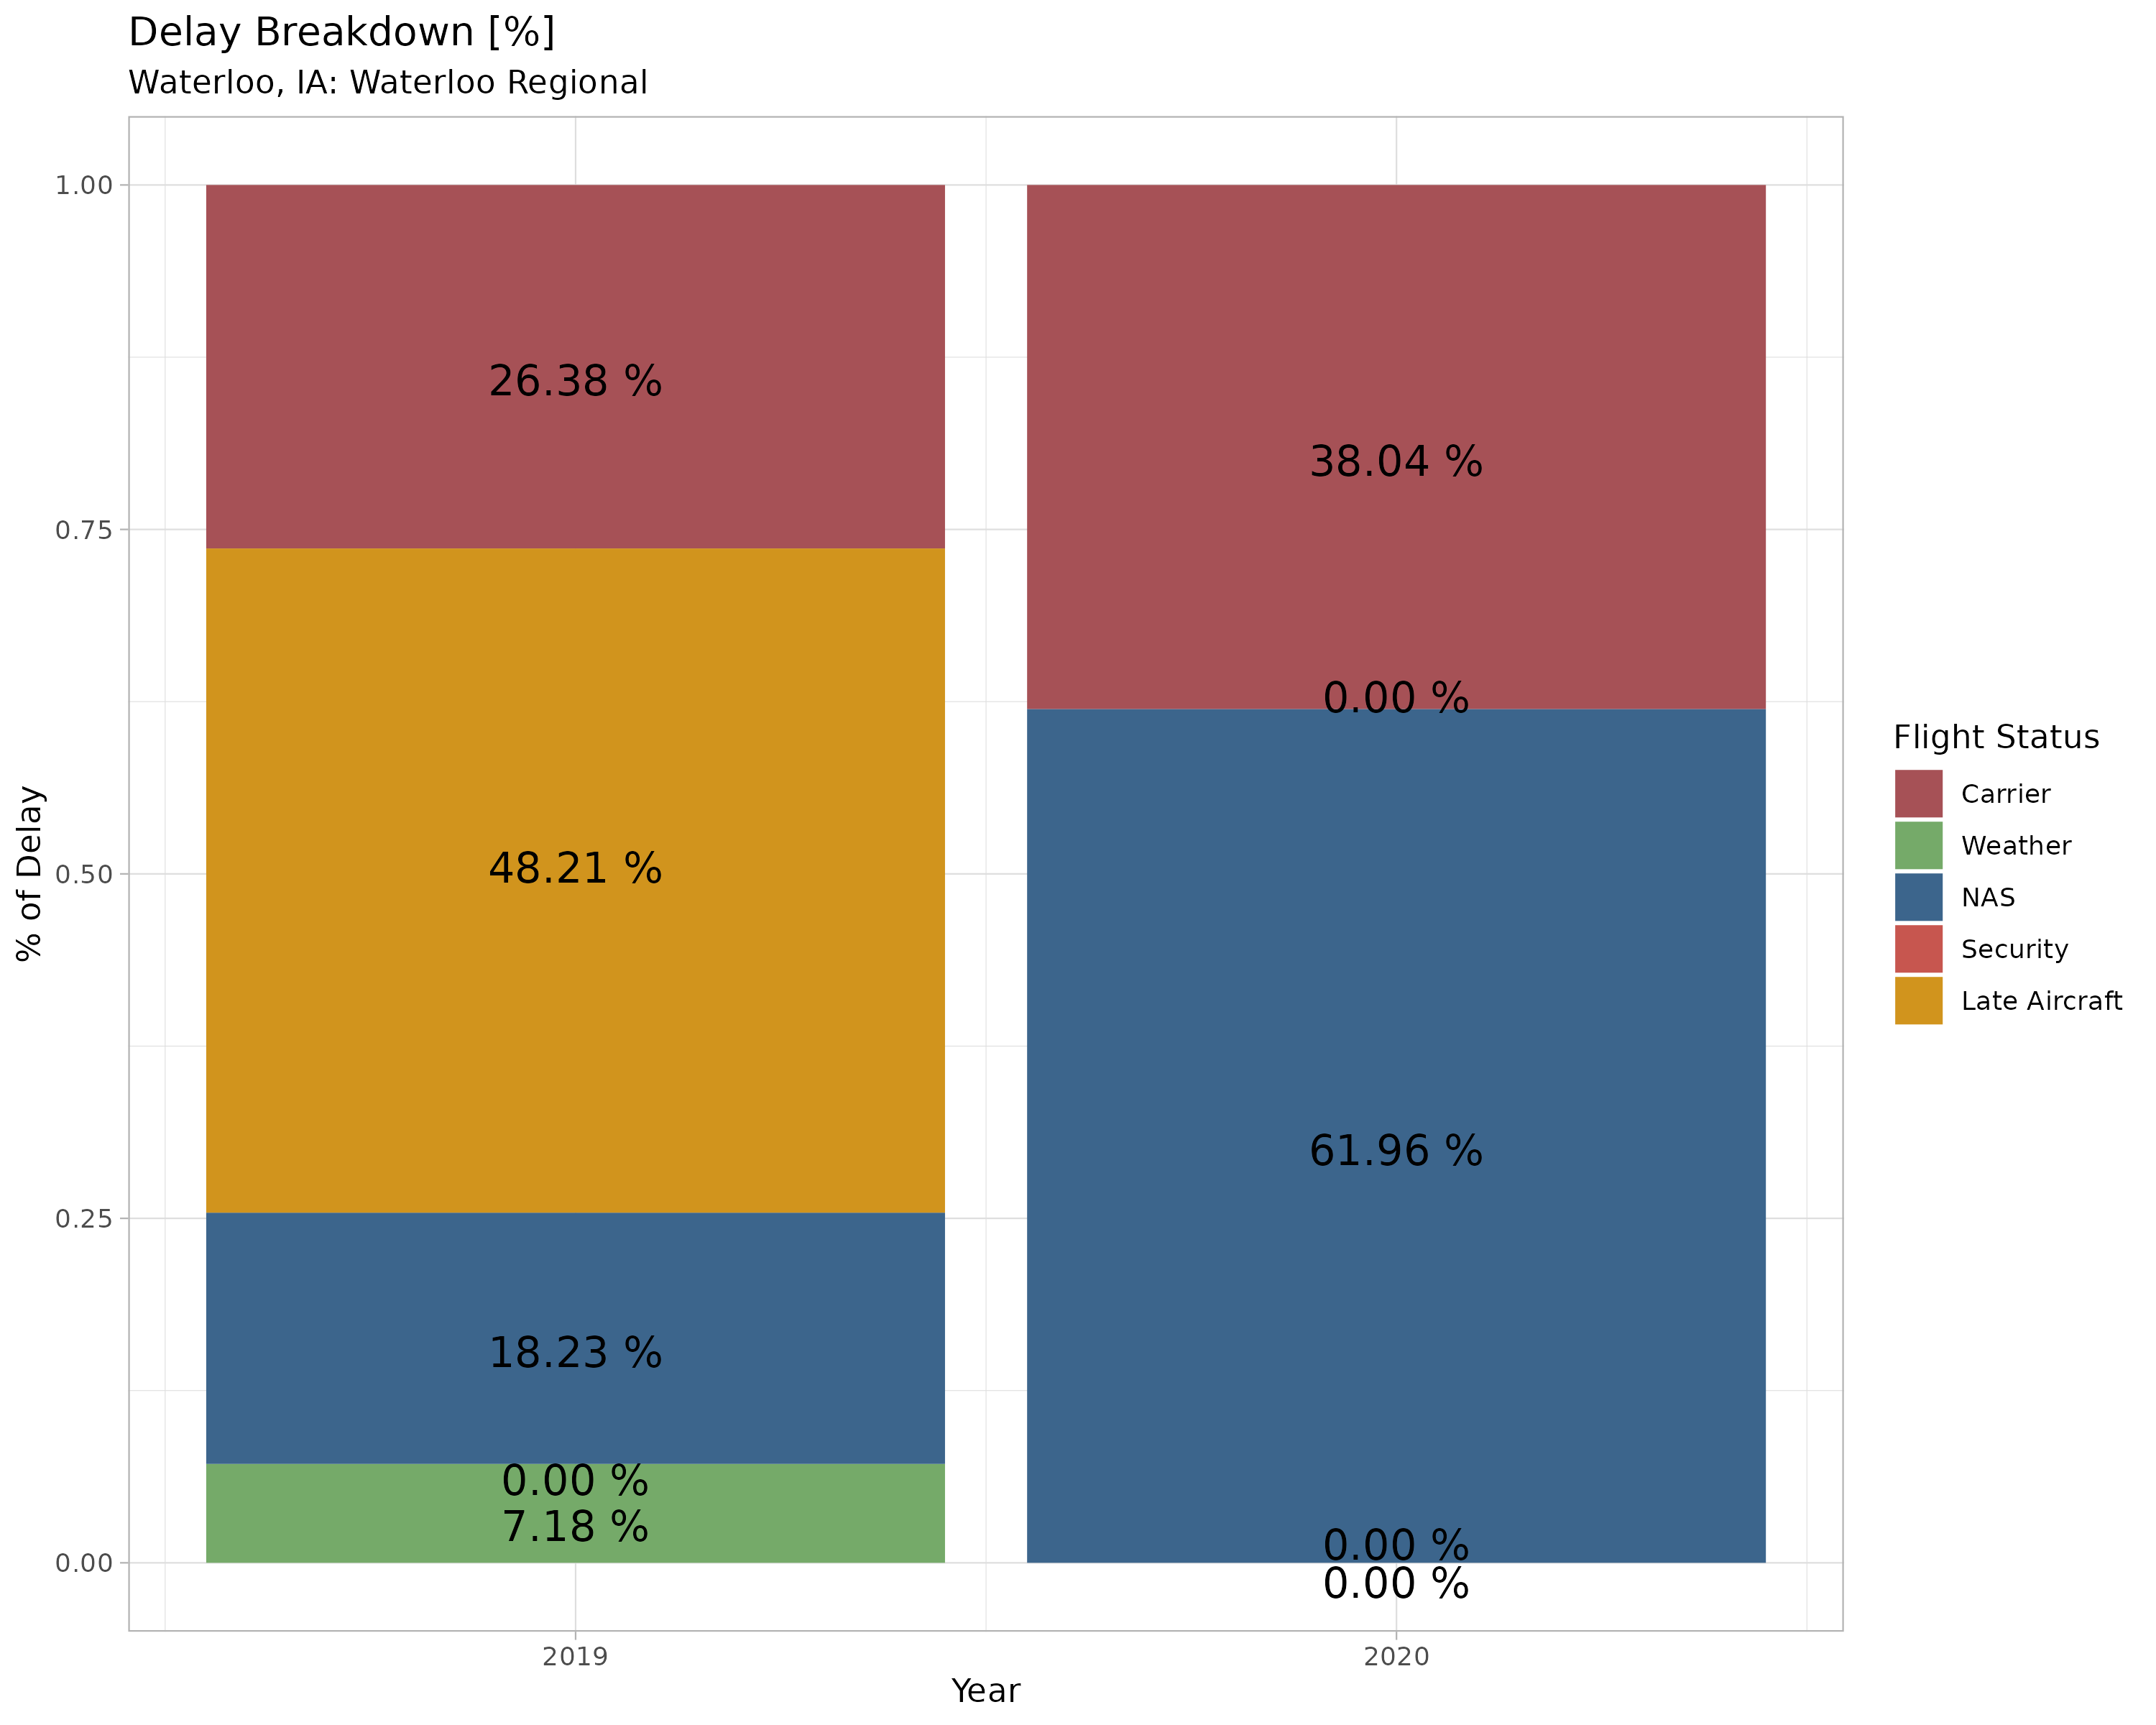 Delay Breakdown [%]
Waterloo, IA: Waterloo Regional
% of Delay
1.00
0.75
0.50
0.25
0.00
26.38 %
48.21 %
18.23 %
0.00 %
7.18 %
38.04 %
0.00 %
61.96 %
0.00 %
0.00 %
2019
2020
Year
Flight Status
Carrier
Weather
NAS
Security
Late Aircraft